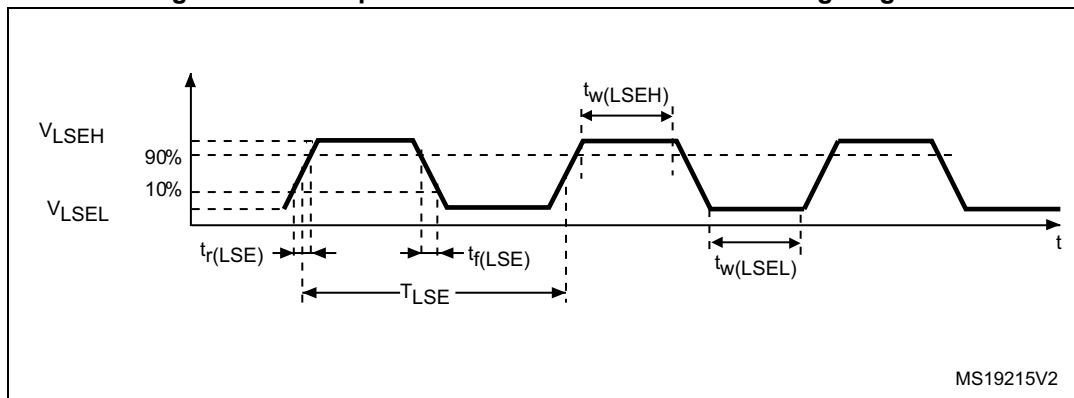 tw(LSEH)
VLSEH
90%
10%
VLSEL
t
tr(LSE)
tf(LSE)
tw(LSEL)
TLSE
MS19215V2